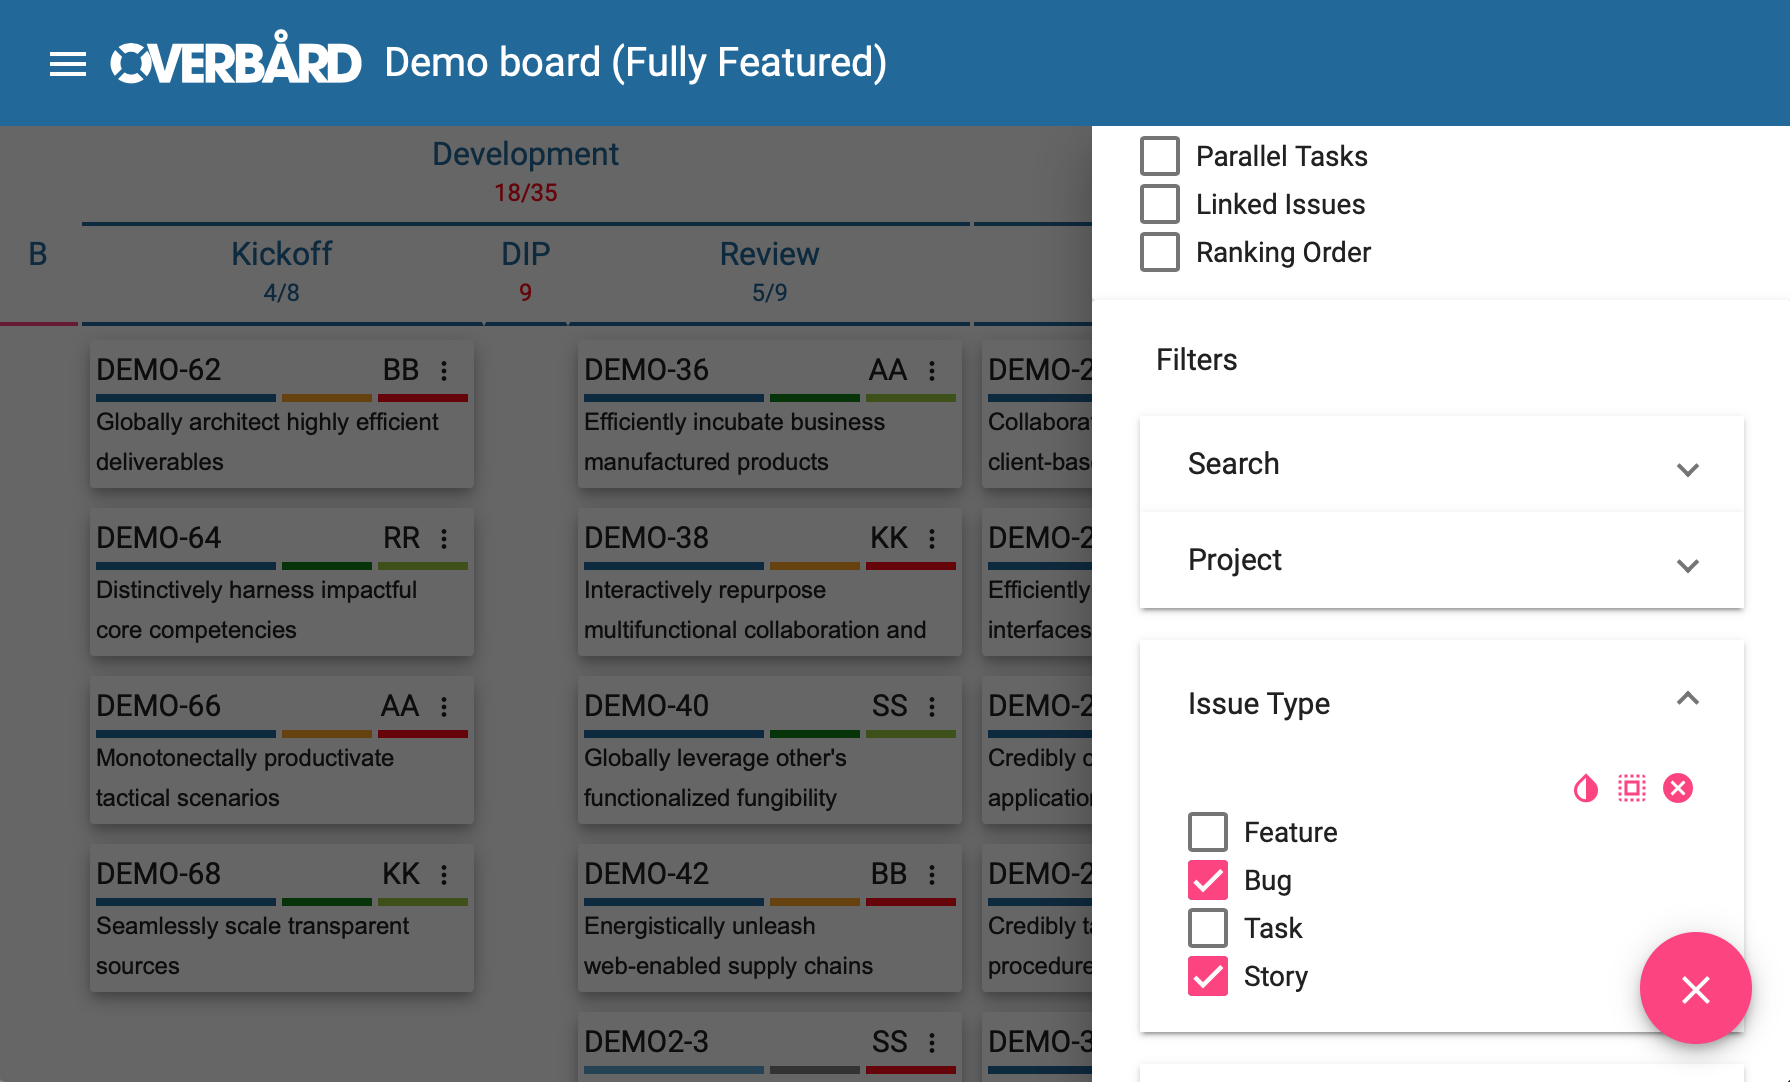 OVERBÅRD Demo board (Fully Featured)
Development
18/35
B
Kickoff
4/8
DIP
9
Review
5/9
DEMO-62 BB
Globally architect highly efficient
deliverables
DEMO-64 RR
Distinctively harness impactful
core competencies
DEMO-66 AA
Monotonectally productivate
tactical scenarios
DEMO-68 KK
Seamlessly scale transparent
sources
DEMO-36 AA
Efficiently incubate business
manufactured products
DEMO-38 KK
Interactively repurpose
multifunctional collaboration and
DEMO-40 SS
Globally leverage other's
functionalized fungibility
DEMO-42 BB
Energistically unleash
web-enabled supply chains
DEMO2-3 SS
DEMO-2
client-bas
DEMO-2
Efficiently
interfaces
DEMO-2
Credibly
DEMO-2
Credibly
procedure
DEMO-3
Parallel Tasks
Linked Issues
Ranking Order
Filters
Search
Project
Issue Type
Feature
Bug
Task
Story